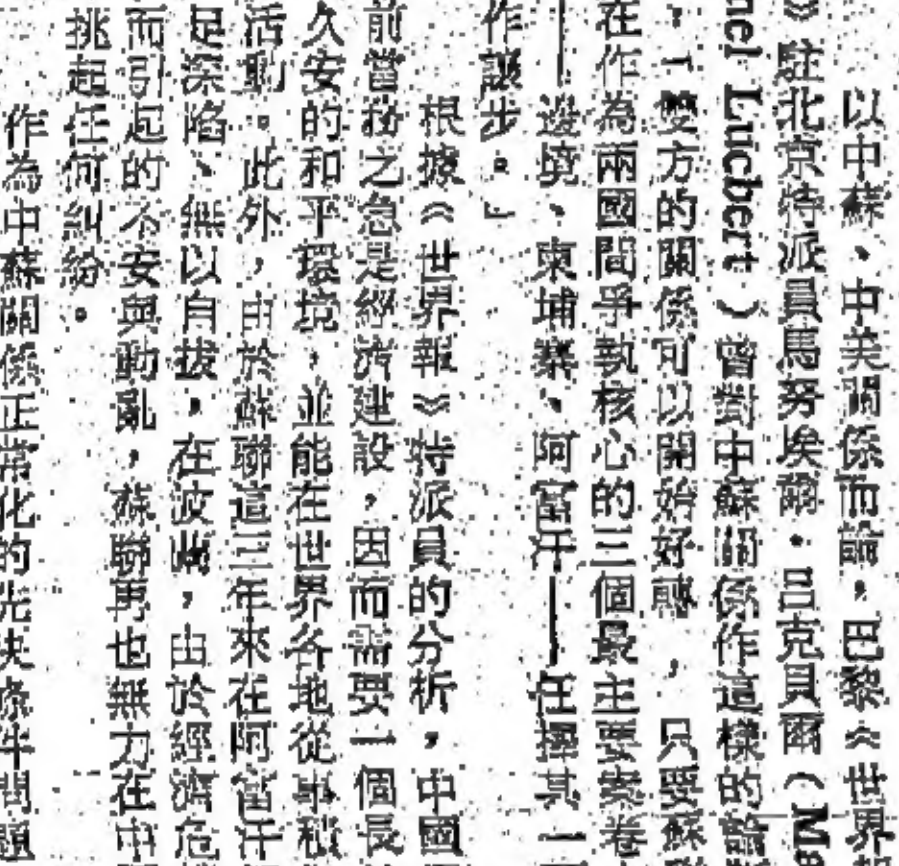 以中蘇、中美關係而論，巴黎《世界
》駐北京特派員馬努埃爾·呂克貝爾（Ma
nel Lucbert）曾對中蘇關係作這樣的論
，「雙方的關係可以開始好轉，只要蘇
在作為兩國間爭執核心的三個最主要案卷
——邊境、柬埔寨、阿富汗——任擇其一
作讓步。」
根據《世界報》特派員的分析，中國
前當務之急是經濟建設，因而需要一個長
久安的和平環境，並能在世界各地從事積
活動。此外，由於蘇聯這三年來在阿富汗
足深陷、無以自拔，在波蘭，由於經濟危
而引起的不安與動亂，蘇聯再也無力在中
挑起任何糾紛。
作為中蘇關係正常化的先決條件問題